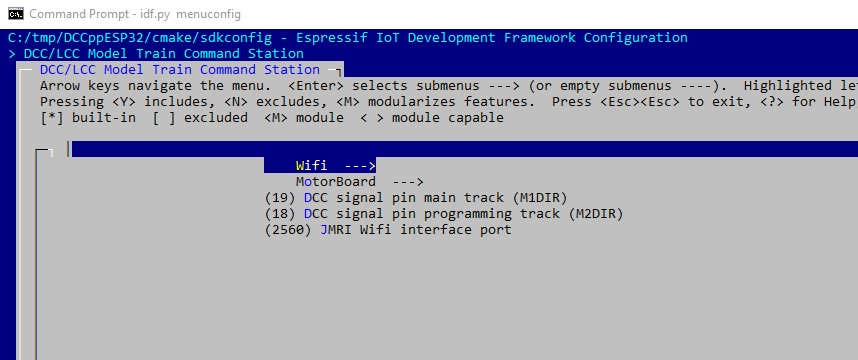 Command Prompt - idf.py menuconfig
C:/tmp/DCCppESP32/cmake/sdkconfig - Espressif IoT Development Framework Configuration
> DCC/LCC Model Train Command Station
DCC/LCC Model Train Command Station
Arrow keys navigate the menu. <Enter> selects submenus ---> (or empty submenus ----). Highlighted le
Pressing <Y> includes, <N> excludes, <M> modularizes features. Press <Esc><Esc> to exit, <?> for Help
[*] built-in [ ] excluded <M> module < > module capable
Wifi --->
MotorBoard --->
(19) DCC signal pin main track (M1DIR)
(18) DCC signal pin programming track (M2DIR)
(2560) JMRI Wifi interface port